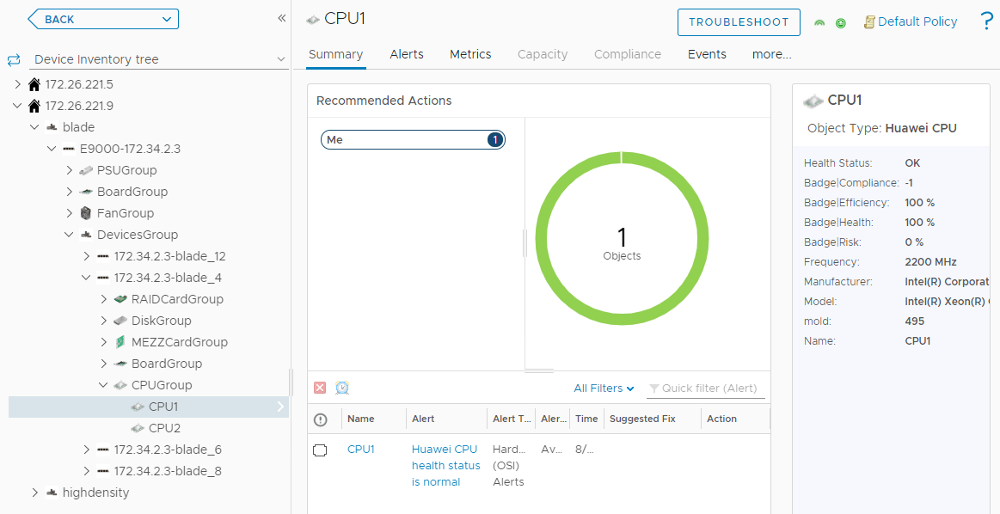 BACK
«
Device Inventory tree
172.26.221.5
172.26.221.9
blade
E9000-172.34.2.3
PSUGroup
BoardGroup
FanGroup
DevicesGroup
172.34.2.3-blade_12
172.34.2.3-blade_4
RAIDCardGroup
DiskGroup
MEZZCardGroup
BoardGroup
CPUGroup
CPU1
CPU2
172.34.2.3-blade_6
172.34.2.3-blade_8
highdensity
CPU1
TROUBLESHOOT
Default Policy
?
Summary Alerts Metrics Capacity Compliance Events more...
Recommended Actions
Me 1
1
Objects
All Filters Quick filter (Alert)
Name Alert Alert T... Aler... Time Suggested Fix Action
CPU1 Huawei CPU Hard... Av... 8/...
health status (OSI)
is normal Alerts
CPU1
Object Type: Huawei CPU
Health Status: OK
Badge|Compliance: -1
Badge|Efficiency: 100 %
Badge|Health: 100 %
Badge|Risk: 0 %
Frequency: 2200 MHz
Manufacturer: Intel(R) Corporat
Model: Intel(R) Xeon(R)
moId: 495
Name: CPU1